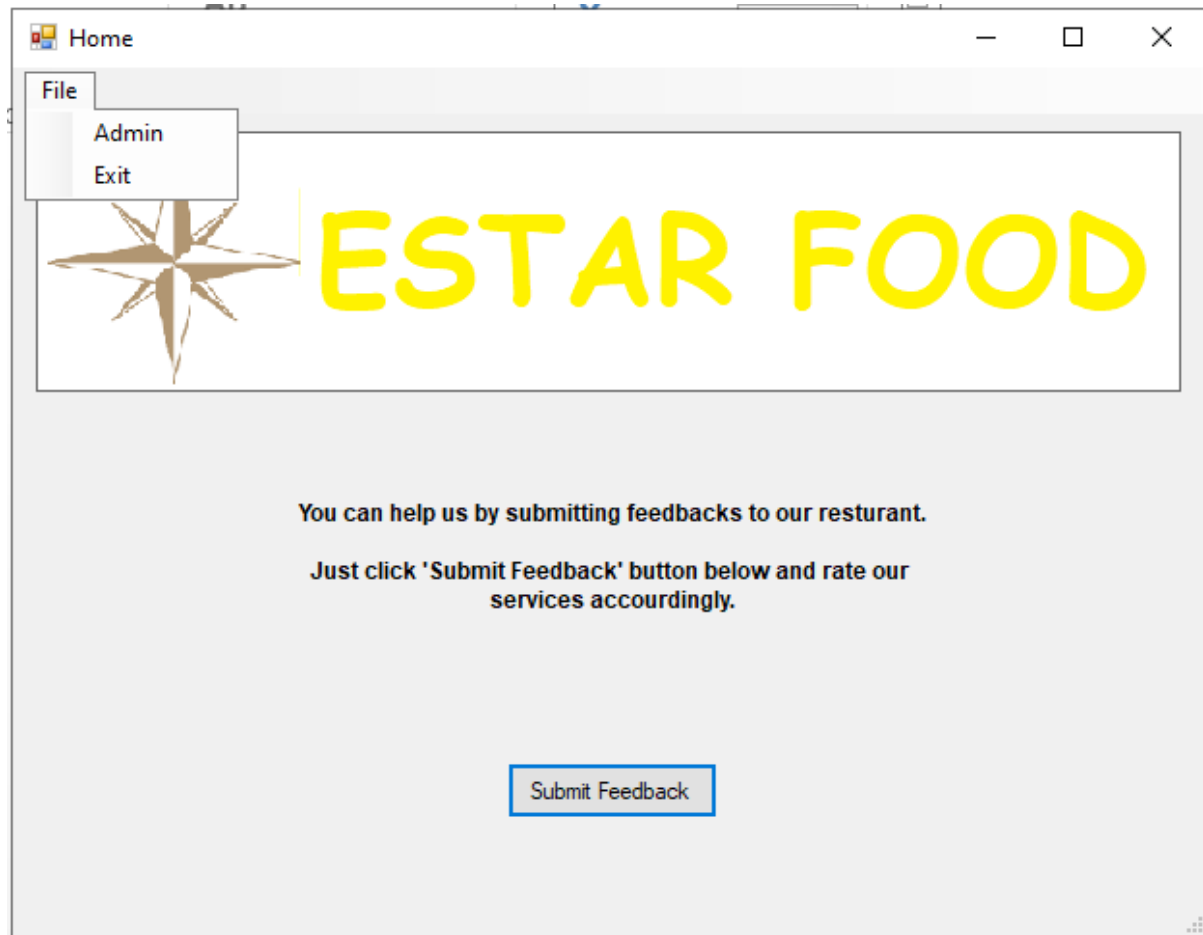 Home
File
Admin
Exit
ESTAR FOOD
You can help us by submitting feedbacks to our resturant.
Just click 'Submit Feedback' button below and rate our
services accourdingly.
Submit Feedback